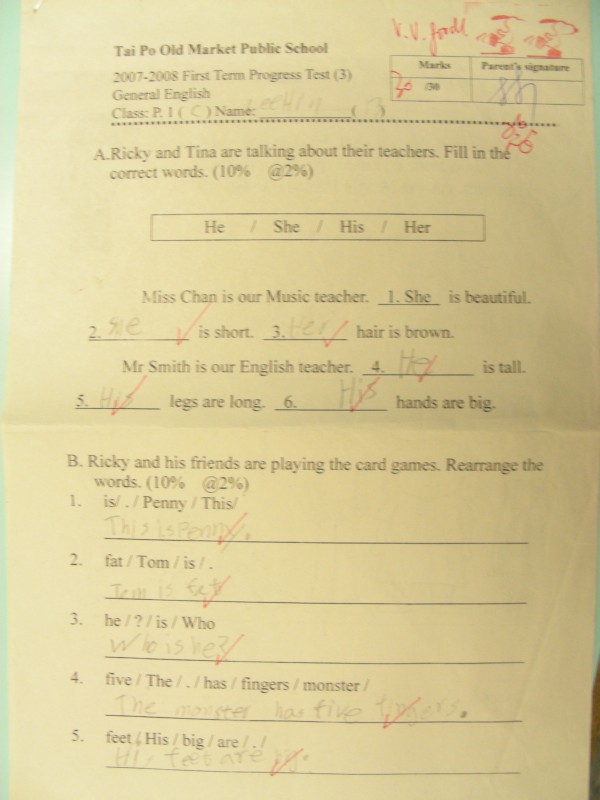 V.V. good!
Tai Po Old Market Public School
Marks Parent's signature
2007-2008 First Term Progress Test (3)
30 /30
General English
Class: P. 1 ( C ) Name: ( 13 )
A.Ricky and Tina are talking about their teachers. Fill in the
correct words. (10% @2%)
He / She / His / Her
Miss Chan is our Music teacher. 1. She is beautiful.
2. She is short. 3. Her hair is brown.
Mr Smith is our English teacher. 4. He is tall.
5. His legs are long. 6. His hands are big.
B. Ricky and his friends are playing the card games. Rearrange the
words. (10% @2%)
1. is/ . / Penny / This/
This is Penny.
2. fat / Tom / is / .
Tom is fat
3. he / ? / is / Who
Who is he?
4. five / The / . / has / fingers / monster /
The monster has five fingers.
5. feet / His / big / are / . /
His feet are big.